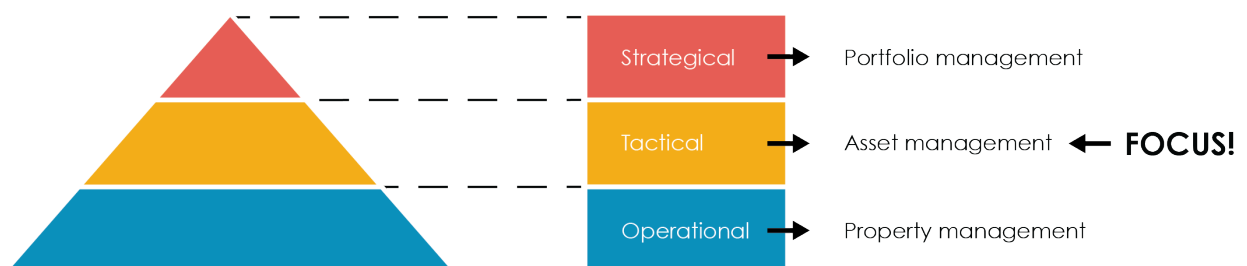 Strategical Portfolio management
Tactical Asset management FOCUS!
Operational Property management